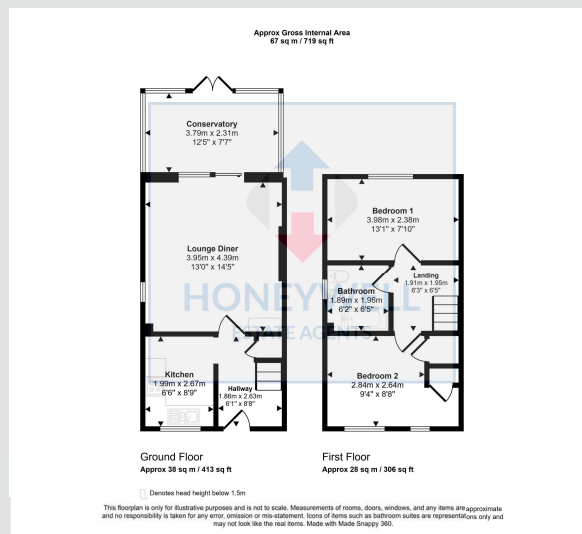 Approx Gross Internal Area
67 sq m / 719 sq ft
Conservatory
3.79m x 2.31m
12'5" x 7'7"
Lounge Diner
3.95m x 4.39m
13'0" x 14'5"
Kitchen
1.99m x 2.67m
6'6" x 8'9"
Hallway
1.86m x 2.63m
6'1" x 8'8"
Bedroom 1
3.98m x 2.38m
13'1" x 7'10"
Landing
1.91m x 1.95m
6'3" x 6'5"
Bathroom
1.89m x 1.96m
6'2" x 6'5"
Bedroom 2
2.84m x 2.64m
9'4" x 8'8"
HONEYWELL
ESTATE AGENTS
Ground Floor
Approx 38 sq m / 413 sq ft
First Floor
Approx 28 sq m / 306 sq ft
Denotes head height below 1.5m
This floorplan is only for illustrative purposes and is not to scale. Measurements of rooms, doors, windows, and any items are approximate
and no responsibility is taken for any error, omission or mis-statement. Icons of items such as bathroom suites are representations only and
may not look like the real items. Made with Made Snappy 360.